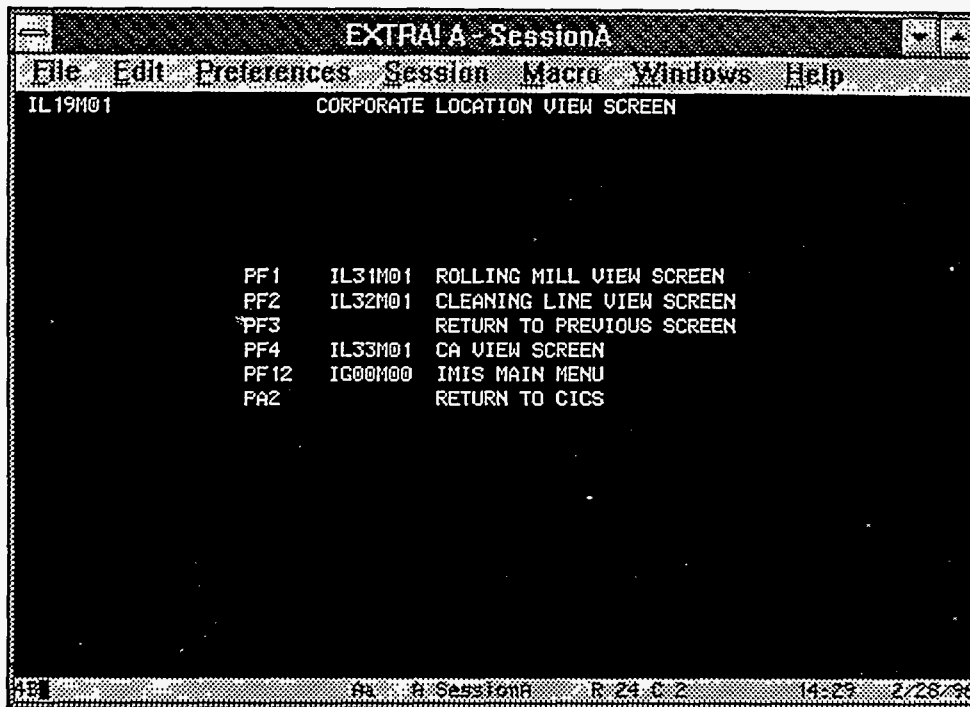 EXTRA! A - SessionA
File Edit Preferences Session Macro Windows Help
IL19M01 CORPORATE LOCATION VIEW SCREEN
PF1 IL31M01 ROLLING MILL VIEW SCREEN
PF2 IL32M01 CLEANING LINE VIEW SCREEN
PF3 RETURN TO PREVIOUS SCREEN
PF4 IL33M01 CA VIEW SCREEN
PF12 IG00M00 IMIS MAIN MENU
PA2 RETURN TO CICS
Aa A SessionA R 24 C 2 14:29